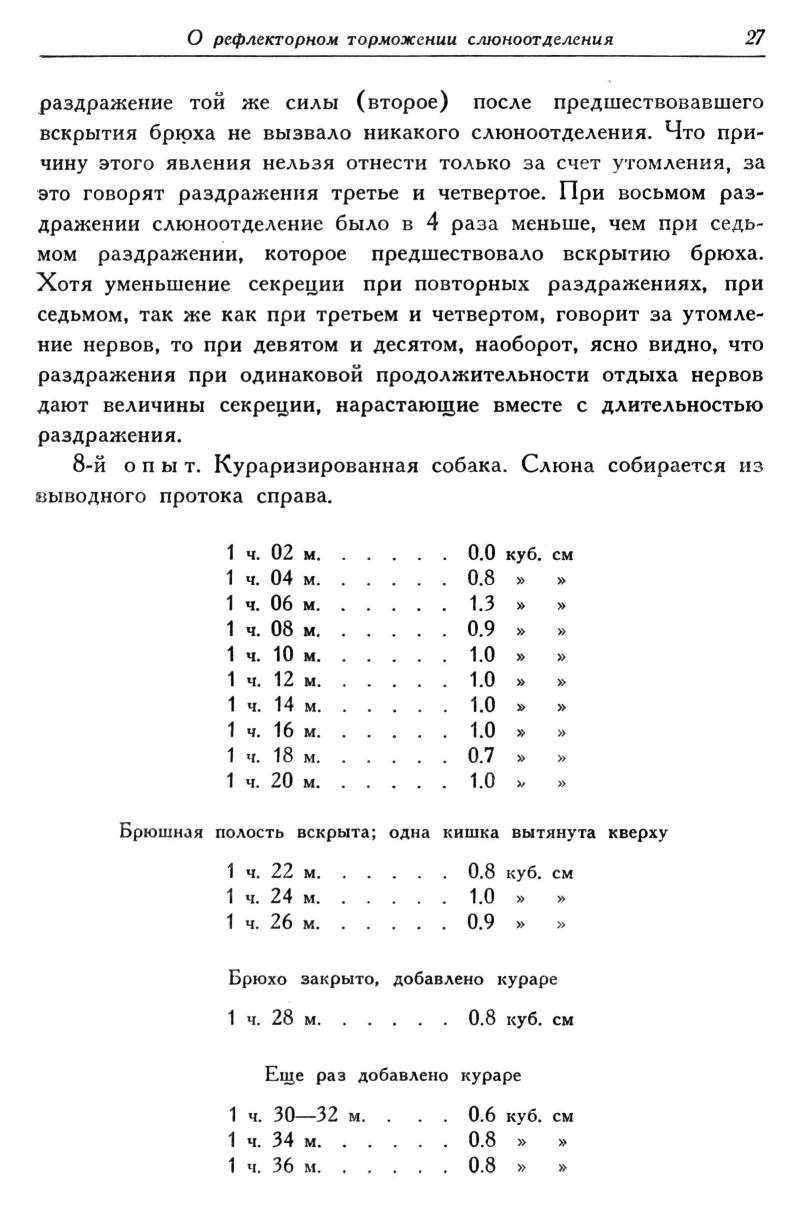 О рефлекторном торможении слюноотделения 27
раздражение той же силы (второе) после предшествовавшего
вскрытия брюха не вызвало никакого слюноотделения. Что при-
чину этого явления нельзя отнести только за счет утомления, за
это говорят раздражения третье и четвертое. При восьмом раз-
дражении слюноотделение было в 4 раза меньше, чем при седь-
мом раздражении, которое предшествовало вскрытию брюха.
Хотя уменьшение секреции при повторных раздражениях, при
седьмом, так же как при третьем и четвертом, говорит за утомле-
ние нервов, то при девятом и десятом, наоборот, ясно видно, что
раздражения при одинаковой продолжительности отдыха нервов
дают величины секреции, нарастающие вместе с длительностью
раздражения.
8-й опыт. Кураризированная собака. Слюна собирается из
выводного протока справа.
1 ч. 02 м. . . . . . 0.0 куб. см
1 ч. 04 м. . . . . . 0.8 » »
1 ч. 06 м. . . . . . 1.3 » »
1 ч. 08 м. . . . . . 0.9 » »
1 ч. 10 м. . . . . . 1.0 » »
1 ч. 12 м. . . . . . 1.0 » »
1 ч. 14 м. . . . . . 1.0 » »
1 ч. 16 м. . . . . . 1.0 » »
1 ч. 18 м. . . . . . 0.7 » »
1 ч. 20 м. . . . . . 1.0 » »
Брюшная полость вскрыта; одна кишка вытянута кверху
1 ч. 22 м. . . . . . 0.8 куб. см
1 ч. 24 м. . . . . . 1.0 » »
1 ч. 26 м. . . . . . 0.9 » »
Брюхо закрыто, добавлено кураре
1 ч. 28 м. . . . . . 0.8 куб. см
Еще раз добавлено кураре
1 ч. 30—32 м. . . . 0.6 куб. см
1 ч. 34 м. . . . . . 0.8 » »
1 ч. 36 м. . . . . . 0.8 » »